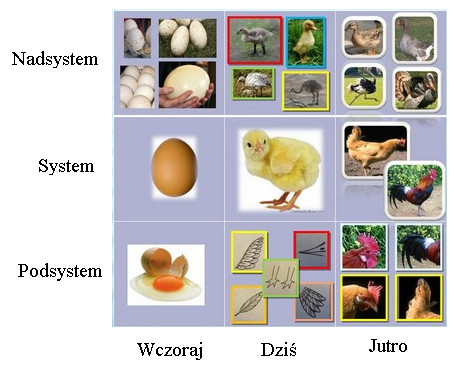 Nadsystem
System
Podsystem
Wczoraj
Dziś
Jutro